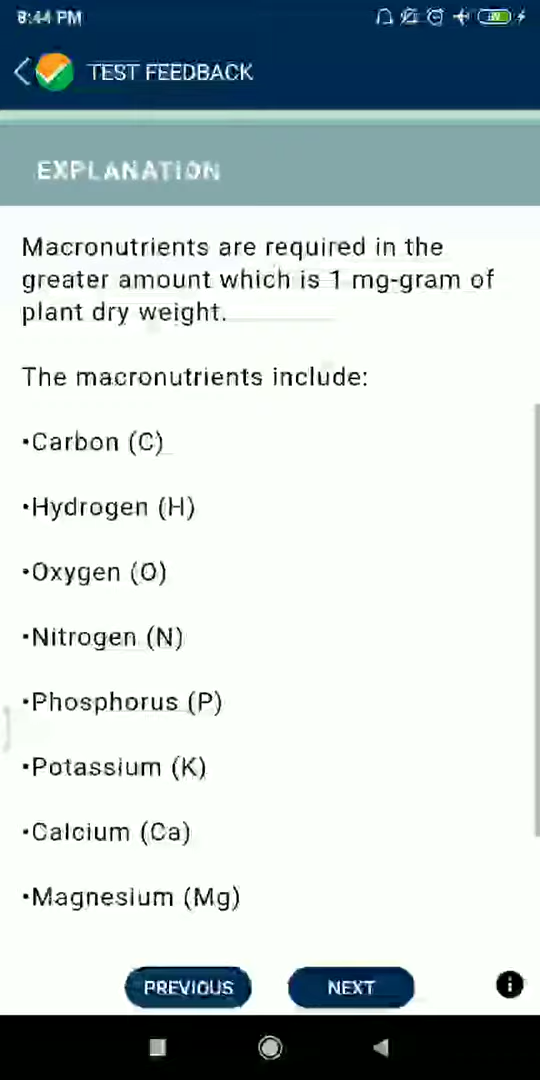 8:44 PM
TEST FEEDBACK
EXPLANATION
Macronutrients are required in the
greater amount which is 1 mg-gram of
plant dry weight.
The macronutrients include:
•Carbon (C)
•Hydrogen (H)
•Oxygen (O)
•Nitrogen (N)
•Phosphorus (P)
•Potassium (K)
•Calcium (Ca)
•Magnesium (Mg)
PREVIOUS NEXT